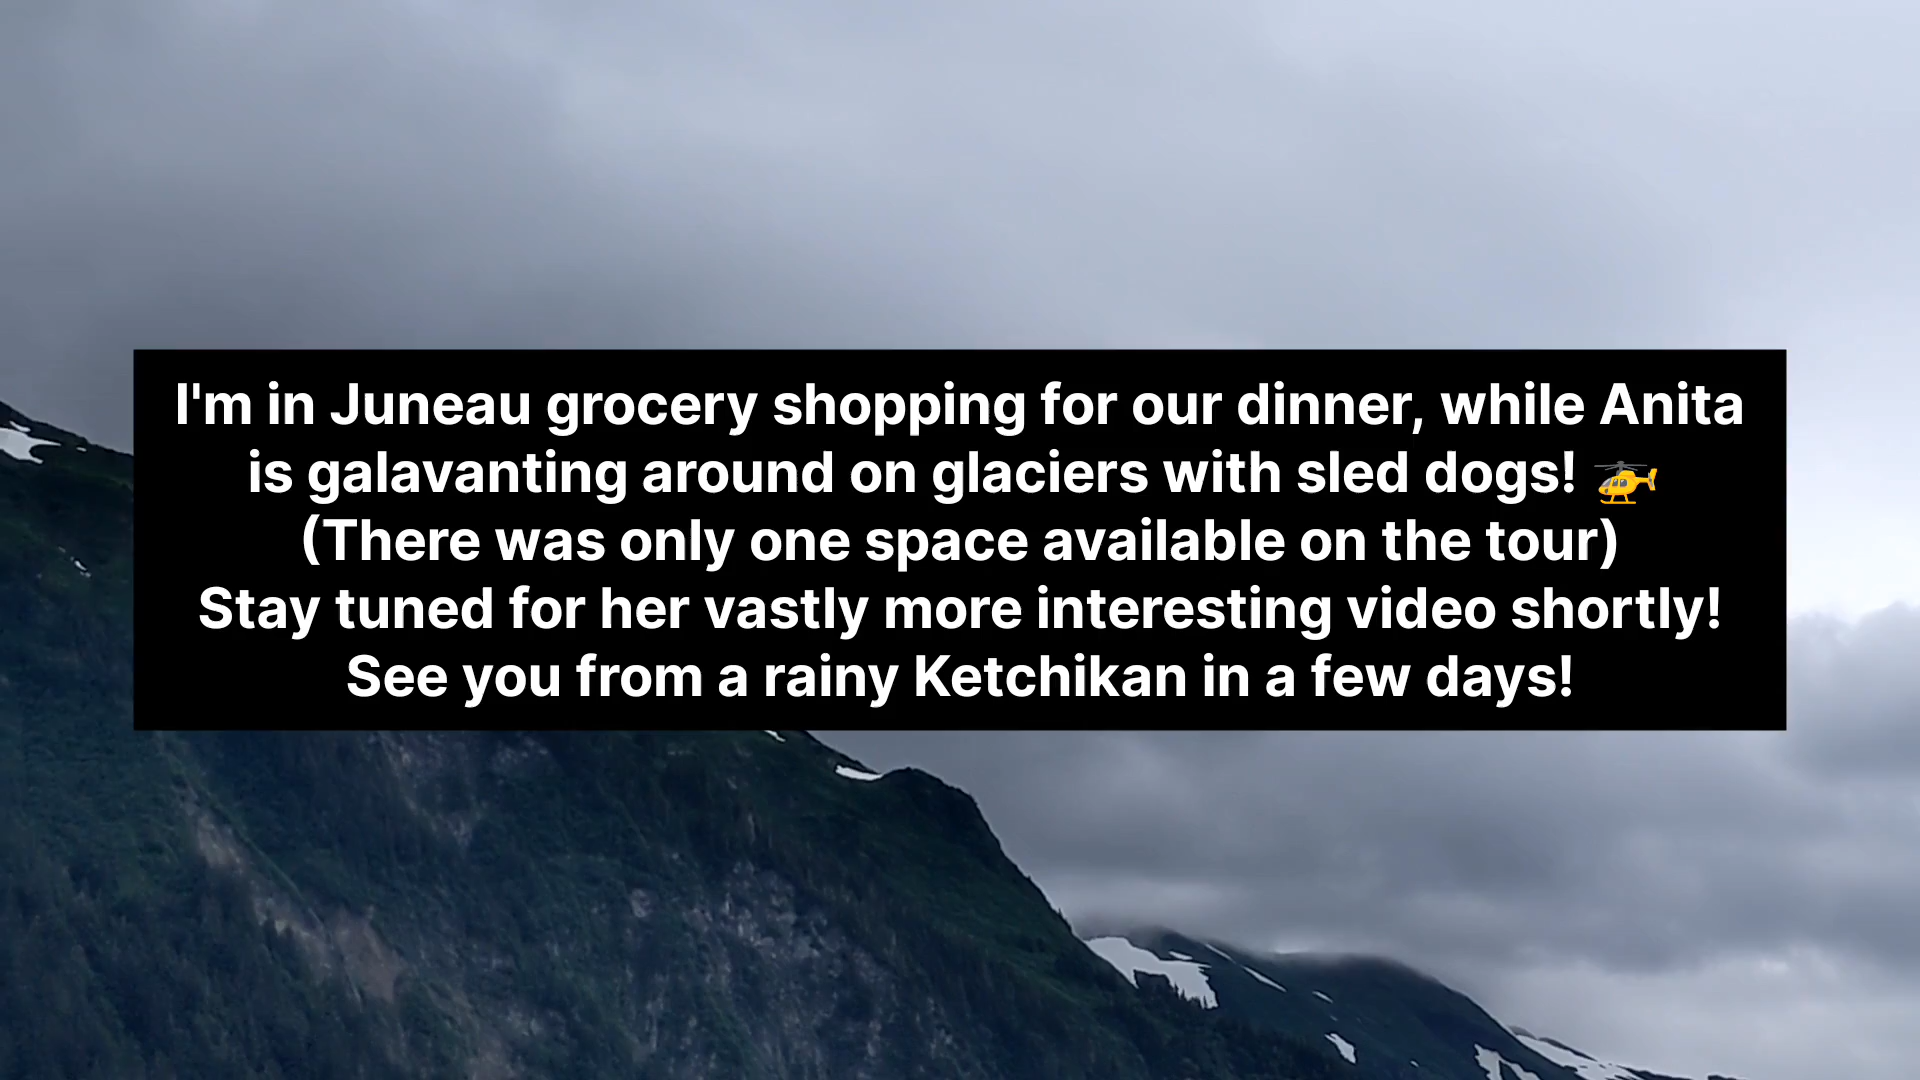 I'm in Juneau grocery shopping for our dinner, while Anita
is galavanting around on glaciers with sled dogs! 🚁
(There was only one space available on the tour)
Stay tuned for her vastly more interesting video shortly!
See you from a rainy Ketchikan in a few days!